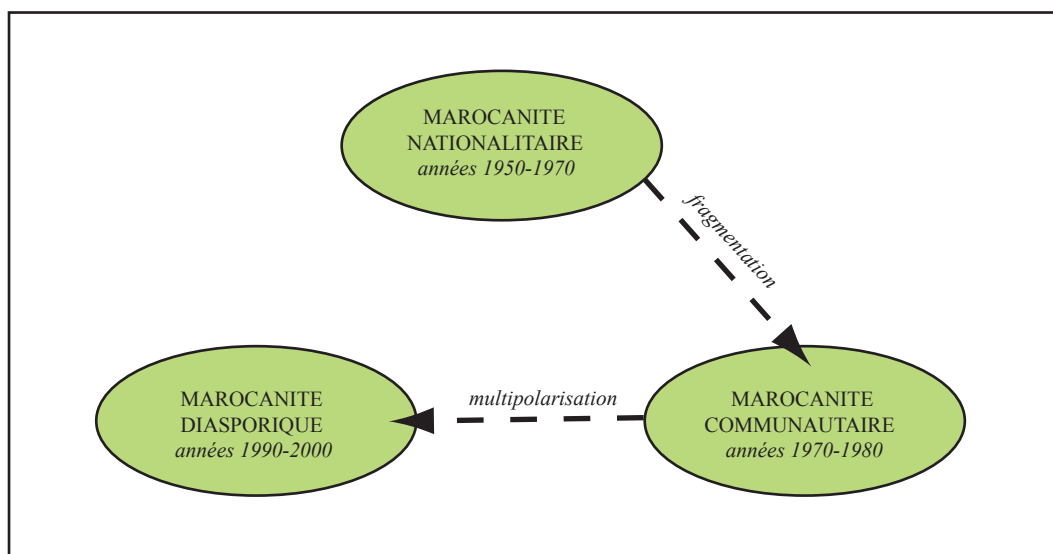 MAROCANITE
NATIONALITAIRE
années 1950-1970
fragmentation
MAROCANITE
DIASPORIQUE
années 1990-2000
multipolarisation
MAROCANITE
COMMUNAUTAIRE
années 1970-1980